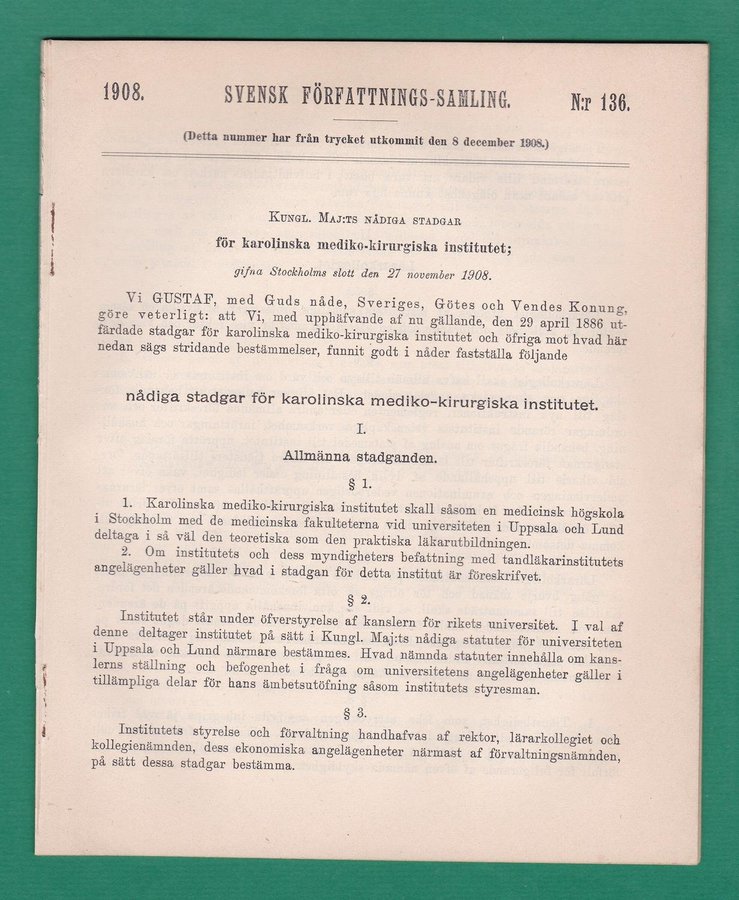 1908. SVENSK FÖRFATTNINGS-SAMLING. N:r 136.
(Detta nummer har från trycket utkommit den 8 december 1908.)
KUNGL. MAJ:TS NÅDIGA STADGAR
för karolinska mediko-kirurgiska institutet;
gifna Stockholms slott den 27 november 1908.
Vi GUSTAF, med Guds nåde, Sveriges, Götes och Vendes Konung,
göre veterligt: att Vi, med upphäfvande af nu gällande, den 29 april 1886 ut-
färdade stadgar för karolinska mediko-kirurgiska institutet och öfriga mot hvad här
nedan sägs stridande bestämmelser, funnit godt i nåder fastställa följande
nådiga stadgar för karolinska mediko-kirurgiska institutet.
I.
Allmänna stadganden.
§ 1.
1. Karolinska mediko-kirurgiska institutet skall såsom en medicinsk högskola
i Stockholm med de medicinska fakulteterna vid universiteten i Uppsala och Lund
deltaga i så väl den teoretiska som den praktiska läkarutbildningen.
2. Om institutets och dess myndigheters befattning med tandläkarinstitutets
angelägenheter gäller hvad i stadgan för detta institut är föreskrifvet.
§ 2.
Institutet står under öfverstyrelse af kanslern för rikets universitet. I val af
denne deltager institutet på sätt i Kungl. Maj:ts nådiga statuter för universiteten
i Uppsala och Lund närmare bestämmes. Hvad nämnda statuter innehålla om kans-
lerns ställning och befogenhet i fråga om universitetens angelägenheter gäller i
tillämpliga delar för hans ämbetsutöfning såsom institutets styresman.
§ 3.
Institutets styrelse och förvaltning handhafvas af rektor, lärarkollegiet och
kollegienämnden, dess ekonomiska angelägenheter närmast af förvaltningsnämnden,
på sätt dessa stadgar bestämma.